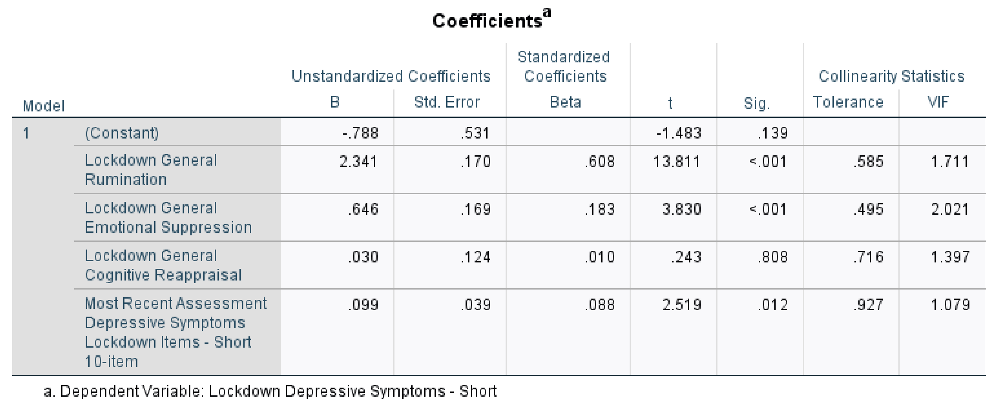 Coefficientsᵃ
Unstandardized Coefficients Standardized Coefficients Collinearity Statistics
Model B Std. Error Beta t Sig. Tolerance VIF
1 (Constant) -.788 .531 -1.483 .139
Lockdown General 2.341 .170 .608 13.811 <.001 .585 1.711
Rumination
Lockdown General .646 .169 .183 3.830 <.001 .495 2.021
Emotional Suppression
Lockdown General .030 .124 .010 .243 .808 .716 1.397
Cognitive Reappraisal
Most Recent Assessment .099 .039 .088 2.519 .012 .927 1.079
Depressive Symptoms
Lockdown Items - Short
10-item
a. Dependent Variable: Lockdown Depressive Symptoms - Short